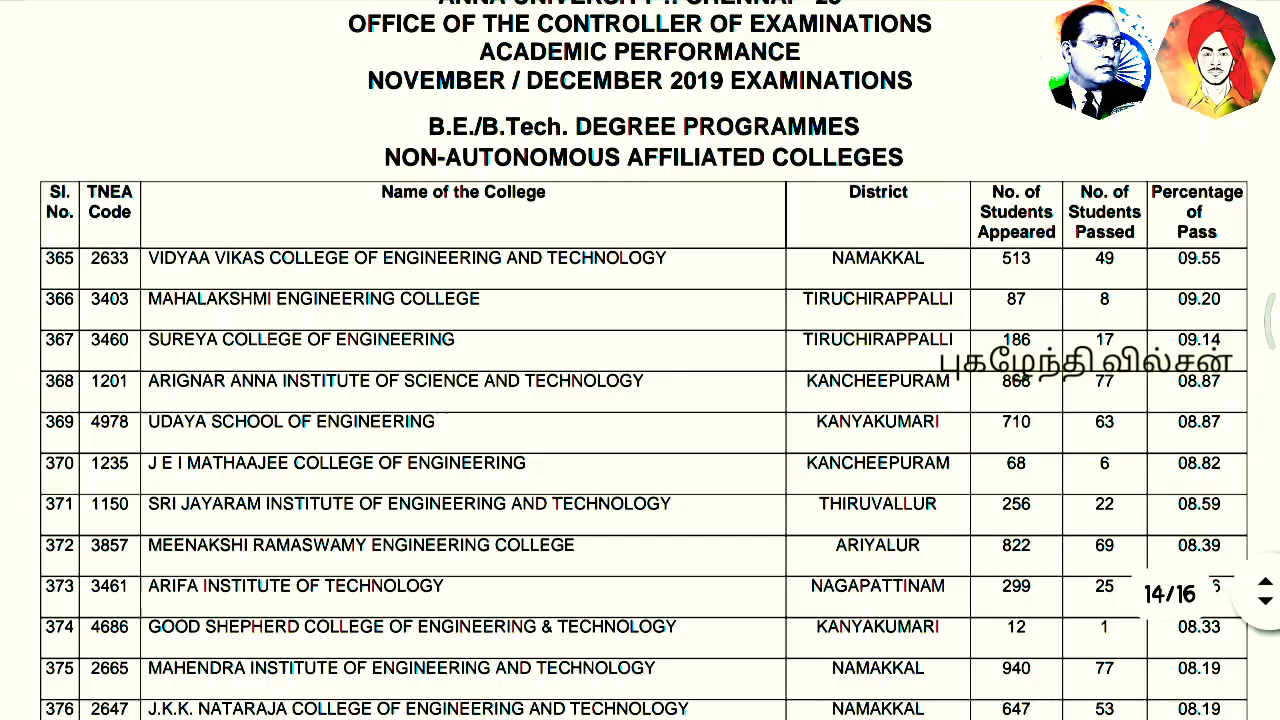 OFFICE OF THE CONTROLLER OF EXAMINATIONS
ACADEMIC PERFORMANCE
NOVEMBER / DECEMBER 2019 EXAMINATIONS
B.E./B.Tech. DEGREE PROGRAMMES
NON-AUTONOMOUS AFFILIATED COLLEGES
Sl. No. TNEA Code Name of the College District No. of Students Appeared No. of Students Passed Percentage of Pass
365 2633 VIDYAA VIKAS COLLEGE OF ENGINEERING AND TECHNOLOGY NAMAKKAL 513 49 09.55
366 3403 MAHALAKSHMI ENGINEERING COLLEGE TIRUCHIRAPPALLI 87 8 09.20
367 3460 SUREYA COLLEGE OF ENGINEERING TIRUCHIRAPPALLI 186 17 09.14
புகழேந்தி வில்சன்
368 1201 ARIGNAR ANNA INSTITUTE OF SCIENCE AND TECHNOLOGY KANCHEEPURAM 868 77 08.87
369 4978 UDAYA SCHOOL OF ENGINEERING KANYAKUMARI 710 63 08.87
370 1235 J E I MATHAAJEE COLLEGE OF ENGINEERING KANCHEEPURAM 68 6 08.82
371 1150 SRI JAYARAM INSTITUTE OF ENGINEERING AND TECHNOLOGY THIRUVALLUR 256 22 08.59
372 3857 MEENAKSHI RAMASWAMY ENGINEERING COLLEGE ARIYALUR 822 69 08.39
373 3461 ARIFA INSTITUTE OF TECHNOLOGY NAGAPATTINAM 299 25
14/16
374 4686 GOOD SHEPHERD COLLEGE OF ENGINEERING & TECHNOLOGY KANYAKUMARI 12 1 08.33
375 2665 MAHENDRA INSTITUTE OF ENGINEERING AND TECHNOLOGY NAMAKKAL 940 77 08.19
376 2647 J.K.K. NATARAJA COLLEGE OF ENGINEERING AND TECHNOLOGY NAMAKKAL 647 53 08.19